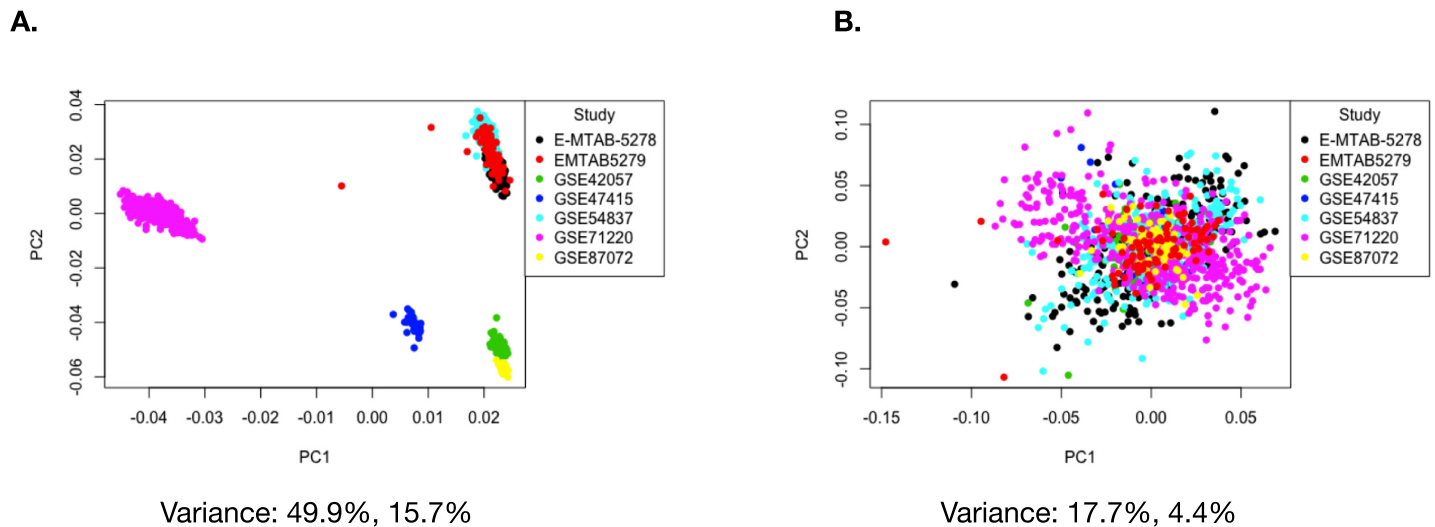 A.
0.04
0.02
0.00
-0.02
-0.04
-0.06
PC2
-0.04
-0.03
-0.02
-0.01
0.00
0.01
0.02
PC1
Study
E-MTAB-5278
EMTAB5279
GSE42057
GSE47415
GSE54837
GSE71220
GSE87072
Variance: 49.9%, 15.7%
B.
0.10
0.05
0.00
-0.05
-0.10
PC2
-0.15
-0.10
-0.05
0.00
0.05
PC1
Study
E-MTAB-5278
EMTAB5279
GSE42057
GSE47415
GSE54837
GSE71220
GSE87072
Variance: 17.7%, 4.4%